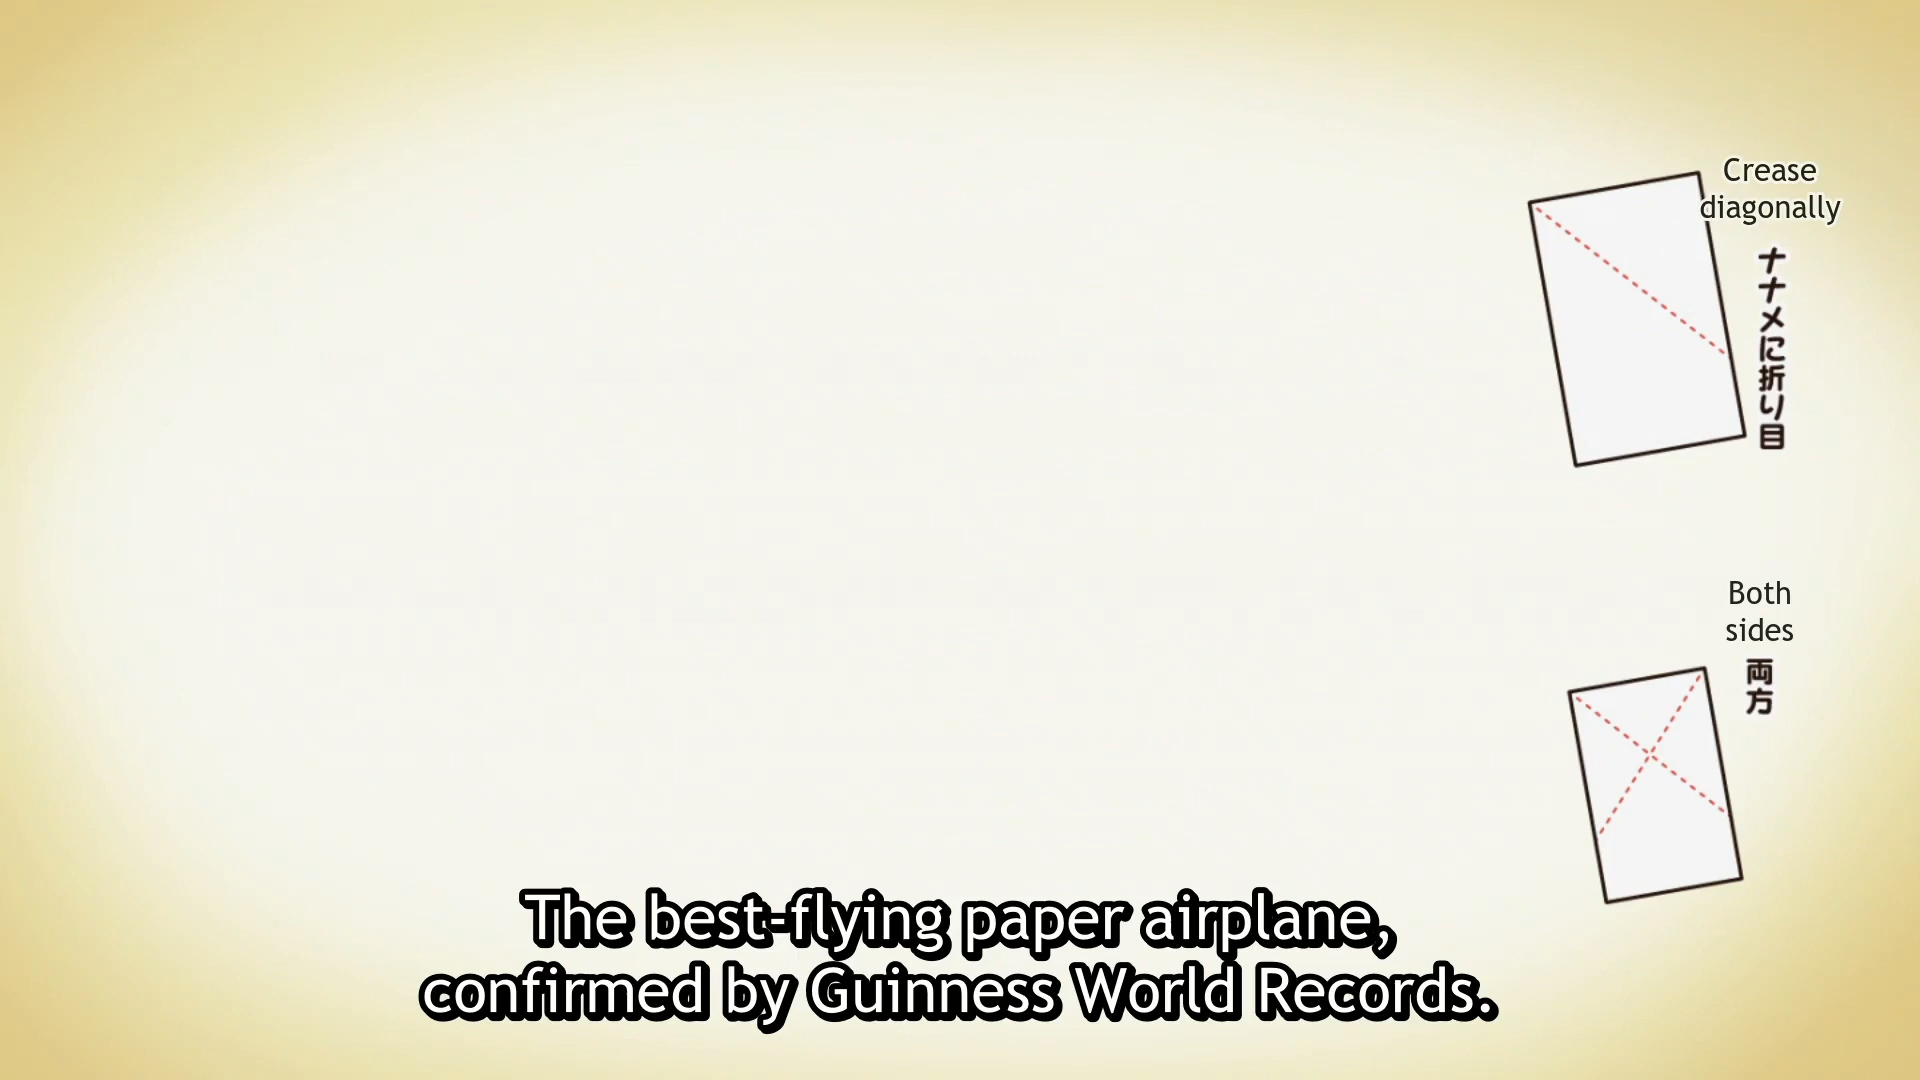 Crease
diagonally
ナナメに折り目
Both
sides
両方
The best-flying paper airplane,
confirmed by Guinness World Records.